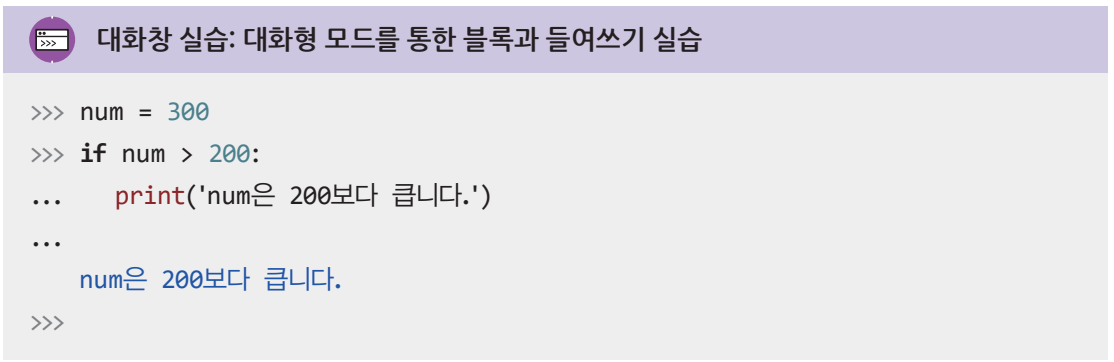 >>>
대화창 실습: 대화형 모드를 통한 블록과 들여쓰기 실습
>>> num = 300
>>> if num > 200:
...    print('num은 200보다 큽니다.')
...
num은 200보다 큽니다.
>>>